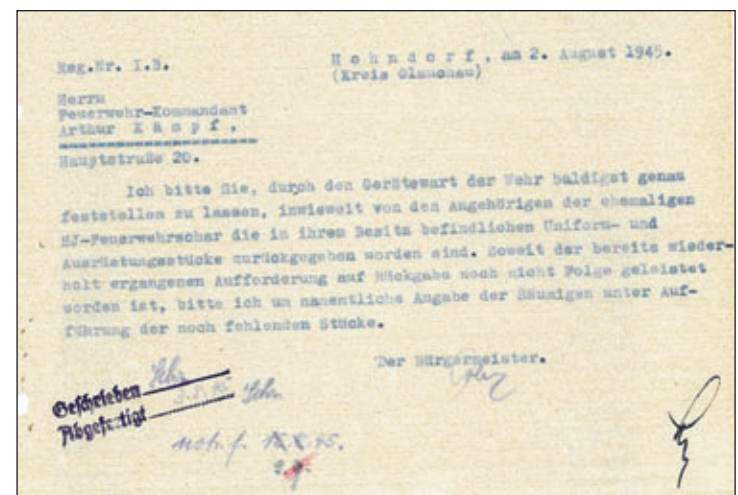 Reg.Nr. I.3.
Hohndorf, am 2. August 1945.
(Kreis Glauchau)
Herrn
Feuerwehr-Kommandant
Arthur Kämpf,
Hauptstraße 20.
Ich bitte Sie, durch den Gerätewart der Wehr baldigst genau
feststellen zu lassen, inwieweit von den Angehörigen der ehemaligen
HJ-Feuerwehrschar die in ihrem Besitz befindlichen Uniform- und
Ausrüstungsstücke zurückgegeben worden sind. Soweit der bereits wieder-
holt ergangenen Aufforderung auf Rückgabe noch nicht Folge geleistet
worden ist, bitte ich um namentliche Angabe der Säumigen unter Auf-
führung der noch fehlenden Stücke.
Der Bürgermeister.
Geschrieben
Abgefertigt